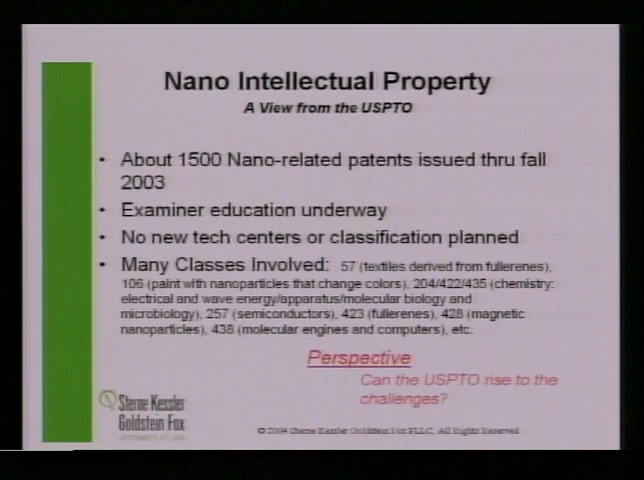 Nano Intellectual Property
A View from the USPTO
• About 1500 Nano-related patents issued thru fall
2003
• Examiner education underway
• No new tech centers or classification planned
• Many Classes Involved: 57 (textiles derived from fullerenes),
106 (paint with nanoparticles that change colors), 204/422/435 (chemistry:
electrical and wave energy/apparatus/molecular biology and
microbiology), 257 (semiconductors), 423 (fullerenes), 428 (magnetic
nanoparticles), 438 (molecular engines and computers), etc.
Perspective
Can the USPTO rise to the
challenges?
Sterne Kessler
Goldstein Fox
ATTORNEYS AT LAW
© 2004 Sterne Kessler Goldstein Fox PLLC, All Rights Reserved